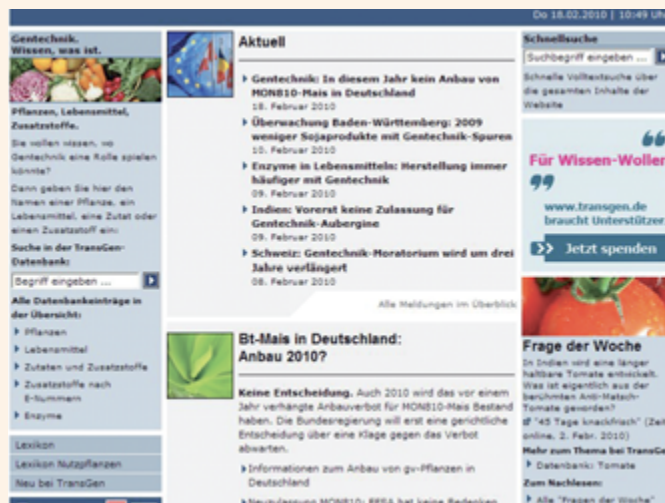 Do 18.02.2010 | 10:49 Uhr
Gentechnik.
Wissen, was ist.
Pflanzen, Lebensmittel,
Zusatzstoffe.
Sie wollen wissen, wo
Gentechnik eine Rolle spielen
könnte?
Dann geben Sie hier den
Namen einer Pflanze, ein
Lebensmittel, eine Zutat oder
einen Zusatzstoff ein:
Suche in der TransGen-
Datenbank:
Begriff eingeben ...
Alle Datenbankeinträge in
der Übersicht:
Pflanzen
Lebensmittel
Zutaten und Zusatzstoffe
Zusatzstoffe nach
E-Nummern
Enzyme
Lexikon
Lexikon Nutzpflanzen
Neu bei TransGen
Aktuell
Gentechnik: In diesem Jahr kein Anbau von
MON810-Mais in Deutschland
18. Februar 2010
Überwachung Baden-Württemberg: 2009
weniger Sojaprodukte mit Gentechnik-Spuren
10. Februar 2010
Enzyme in Lebensmitteln: Herstellung immer
häufiger mit Gentechnik
09. Februar 2010
Indien: Vorerst keine Zulassung für
Gentechnik-Aubergine
09. Februar 2010
Schweiz: Gentechnik-Moratorium wird um drei
Jahre verlängert
08. Februar 2010
Alle Meldungen im Überblick
Bt-Mais in Deutschland:
Anbau 2010?
Keine Entscheidung. Auch 2010 wird das vor einem
Jahr verhängte Anbauverbot für MON810-Mais Bestand
haben. Die Bundesregierung will erst eine gerichtliche
Entscheidung über eine Klage gegen das Verbot
abwarten.
Informationen zum Anbau von gv-Pflanzen in
Deutschland
Neuzulassung MON810: EFSA hat keine Bedenken
Schnellsuche
Suchbegriff eingeben ...
Schnelle Volltextsuche über
die gesamten Inhalte der
Website
Für Wissen-Woller
www.transgen.de
braucht Unterstützer
Jetzt spenden
Frage der Woche
In Indien wird eine länger
haltbare Tomate entwickelt.
Was ist eigentlich aus der
berühmten Anti-Matsch-
Tomate geworden?
"45 Tage knackfrisch" (Zeit
online, 2. Febr. 2010)
Mehr zum Thema bei TransGe
Datenbank: Tomate
Zum Nachlesen:
Alle "Fragen der Woche"